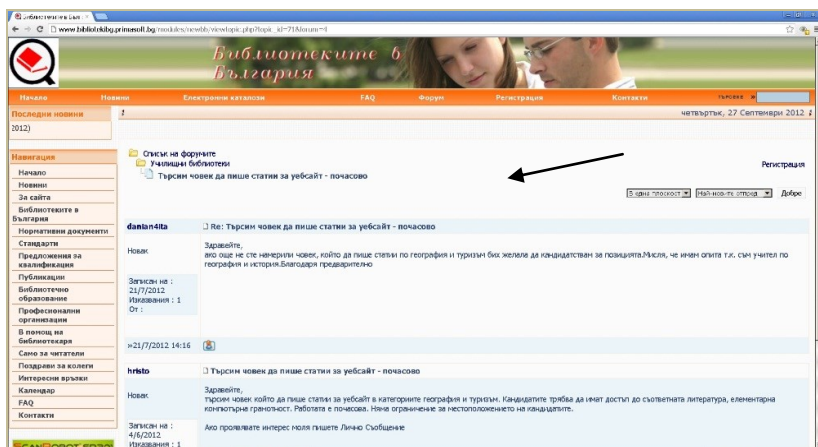 www.bibliotekibg.primasoft.bg/modules/newbb/viewtopic.php?topic_id=71&forum=4
Библиотеките в
България
Начало Новини Електронни каталози FAQ Форум Регистрация Контакти
Последни новини
четвъртък, 27 Септември 2012
2012)
Навигация
Начало
Новини
За сайта
Библиотеките в
България
Нормативни документи
Стандарти
Предложения за
квалификация
Публикации
Библиотечно
образование
Професионални
организации
В помощ на
библиотекаря
Само за читатели
Поздрави за колеги
Интересни връзки
Календар
FAQ
Контакти
Списък на форумите
Училищни библиотеки
Търсим човек да пише статии за уебсайт - почасово
Регистрация
В една плоскост Най-новите отпред Добре
danian4ita Re: Търсим човек да пише статии за уебсайт - почасово
Новак
Записан на :
21/7/2012
Изказвания : 1
От :
Здравейте,
ако още не сте намерили човек, който да пише статии по география и туризъм бих желала да кандидатствам за позицията.Мисля, че имам опита т.к. съм учител по
география и история.Благодаря предварително
»21/7/2012 14:16
hristo Търсим човек да пише статии за уебсайт - почасово
Новак
Записан на :
4/6/2012
Изказвания : 1
Здравейте,
търсим човек който да пише статии за уебсайт в категориите география и туризъм. Кандидатите трябва да имат достъп до съответната литература, елементарна
компютърна грамотност. Работата е почасова. Няма ограничение за местоположението на кандидатите.
Ако проявявате интерес моля пишете Лично Съобщение